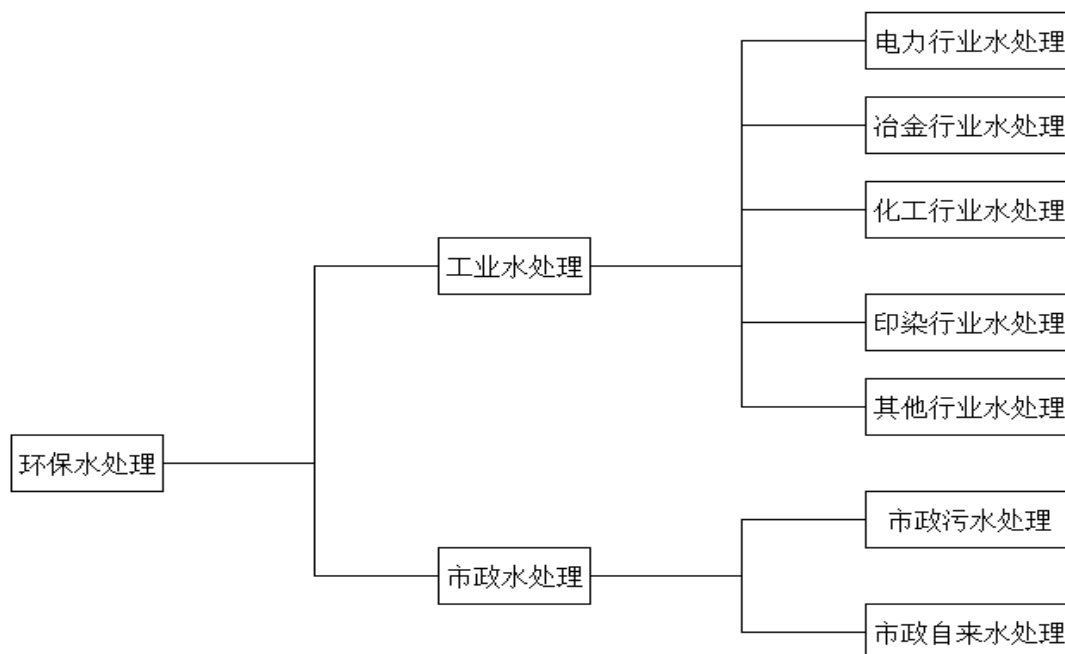 电力行业水处理
冶金行业水处理
化工行业水处理
工业水处理
印染行业水处理
其他行业水处理
环保水处理
市政污水处理
市政水处理
市政自来水处理